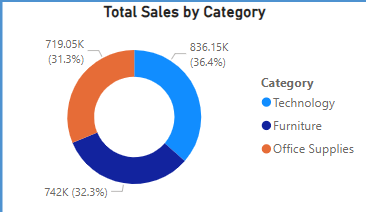 Total Sales by Category
719.05K
(31.3%)
836.15K
(36.4%)
Category
Technology
Furniture
Office Supplies
742K (32.3%)